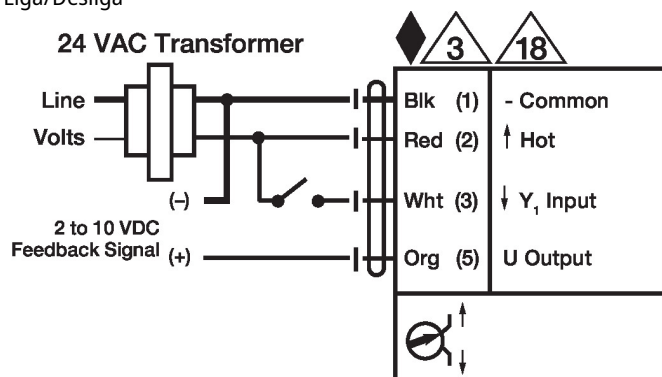 Liga/Desliga
24 VAC Transformer
3 18
Line
Volts
Blk (1) - Common
Red (2) ↑ Hot
(–)
Wht (3) ↓ Y₁ Input
2 to 10 VDC
Feedback Signal (+)
Org (5) U Output